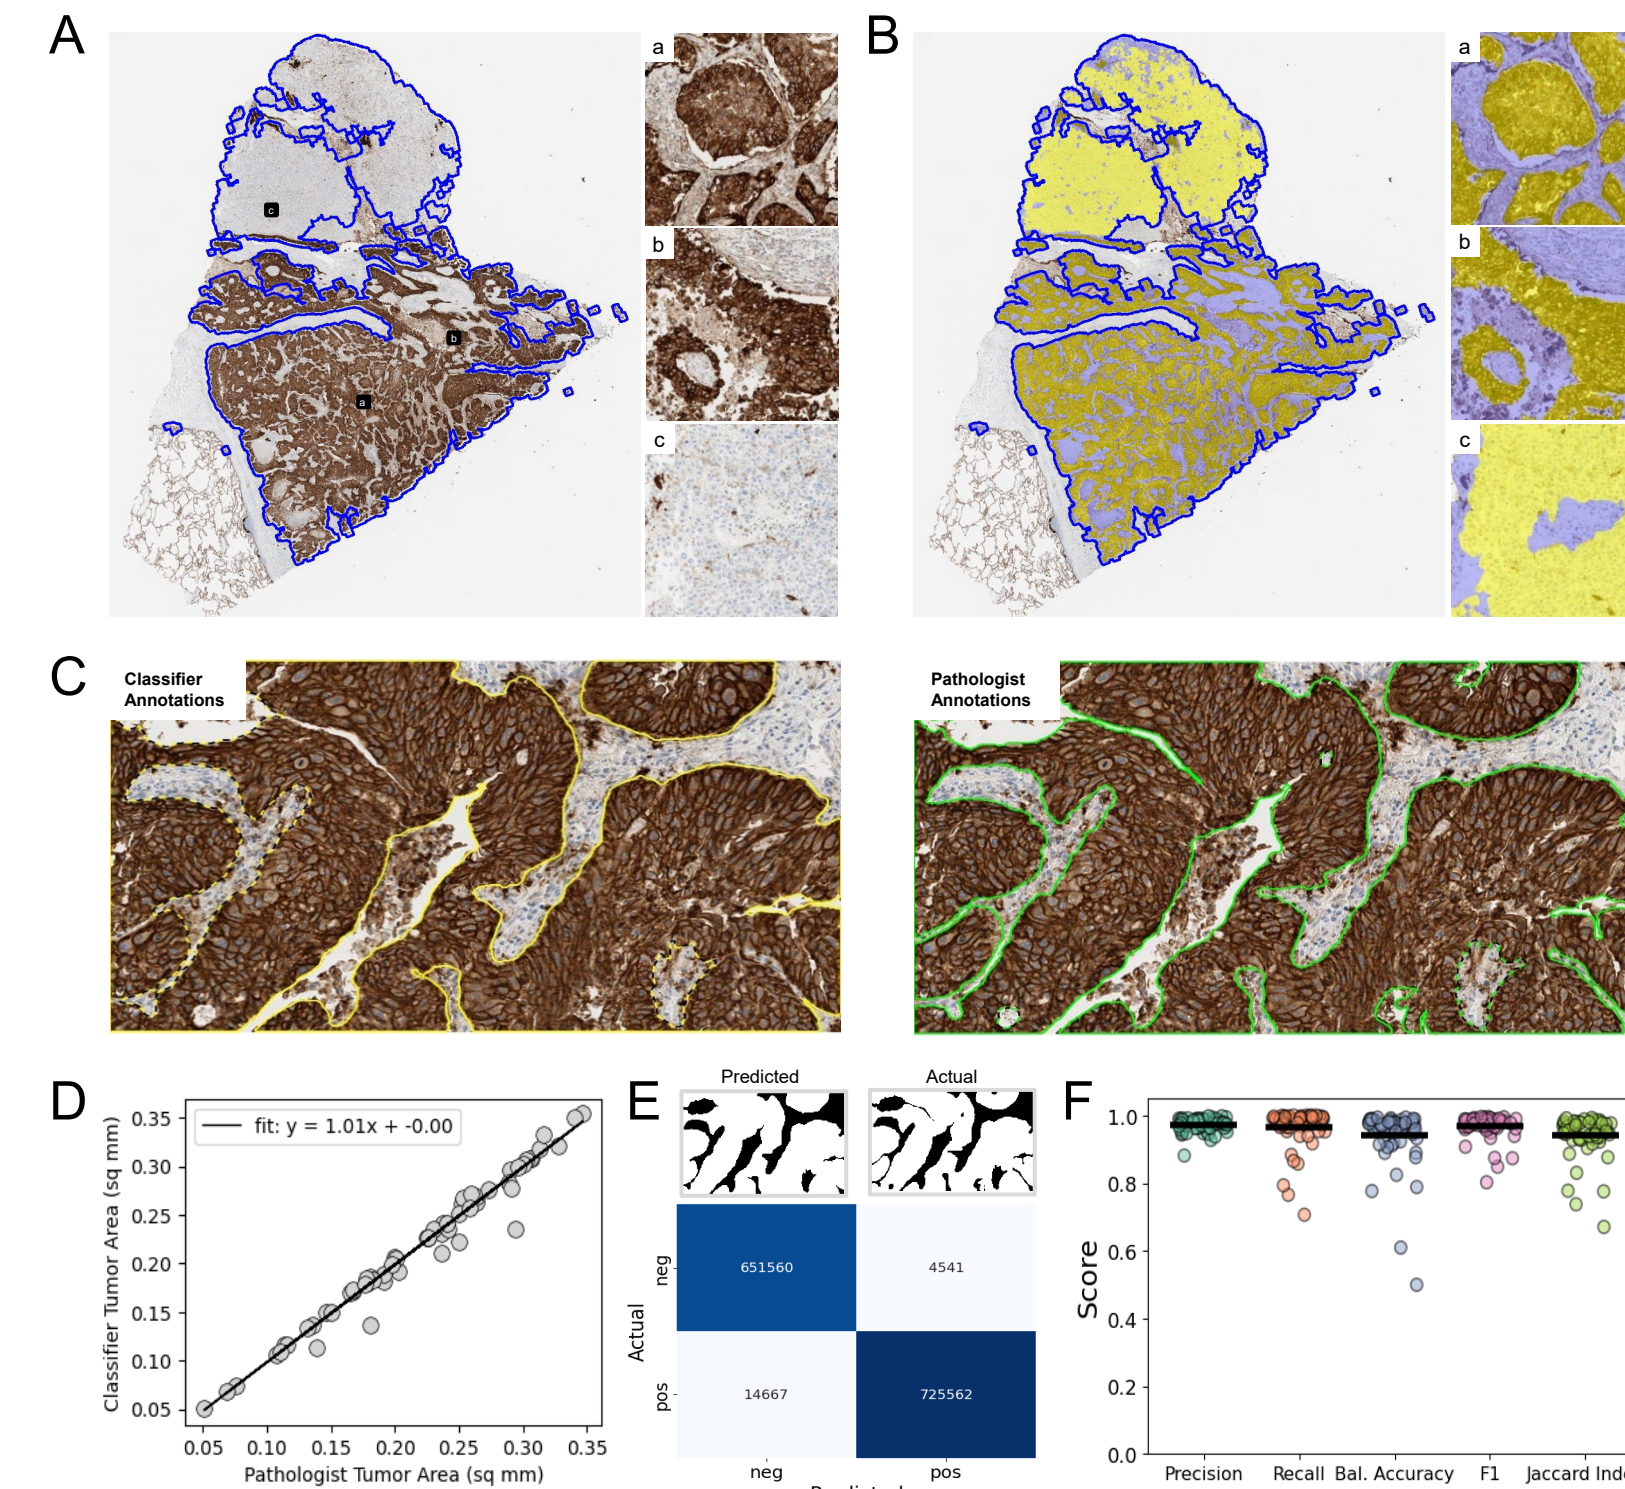 A
a
b
c
c
b
a
B
a
b
c
C
Classifier
Annotations
Pathologist
Annotations
D
fit: y = 1.01x + -0.00
Classifier Tumor Area (sq mm)
0.35
0.30
0.25
0.20
0.15
0.10
0.05
0.05
0.10
0.15
0.20
0.25
0.30
0.35
Pathologist Tumor Area (sq mm)
E
Predicted
Actual
Actual
neg
pos
651560
4541
14667
725562
neg
pos
F
Score
1.0
0.8
0.6
0.4
0.2
0.0
Precision
Recall
Bal. Accuracy
F1
Jaccard